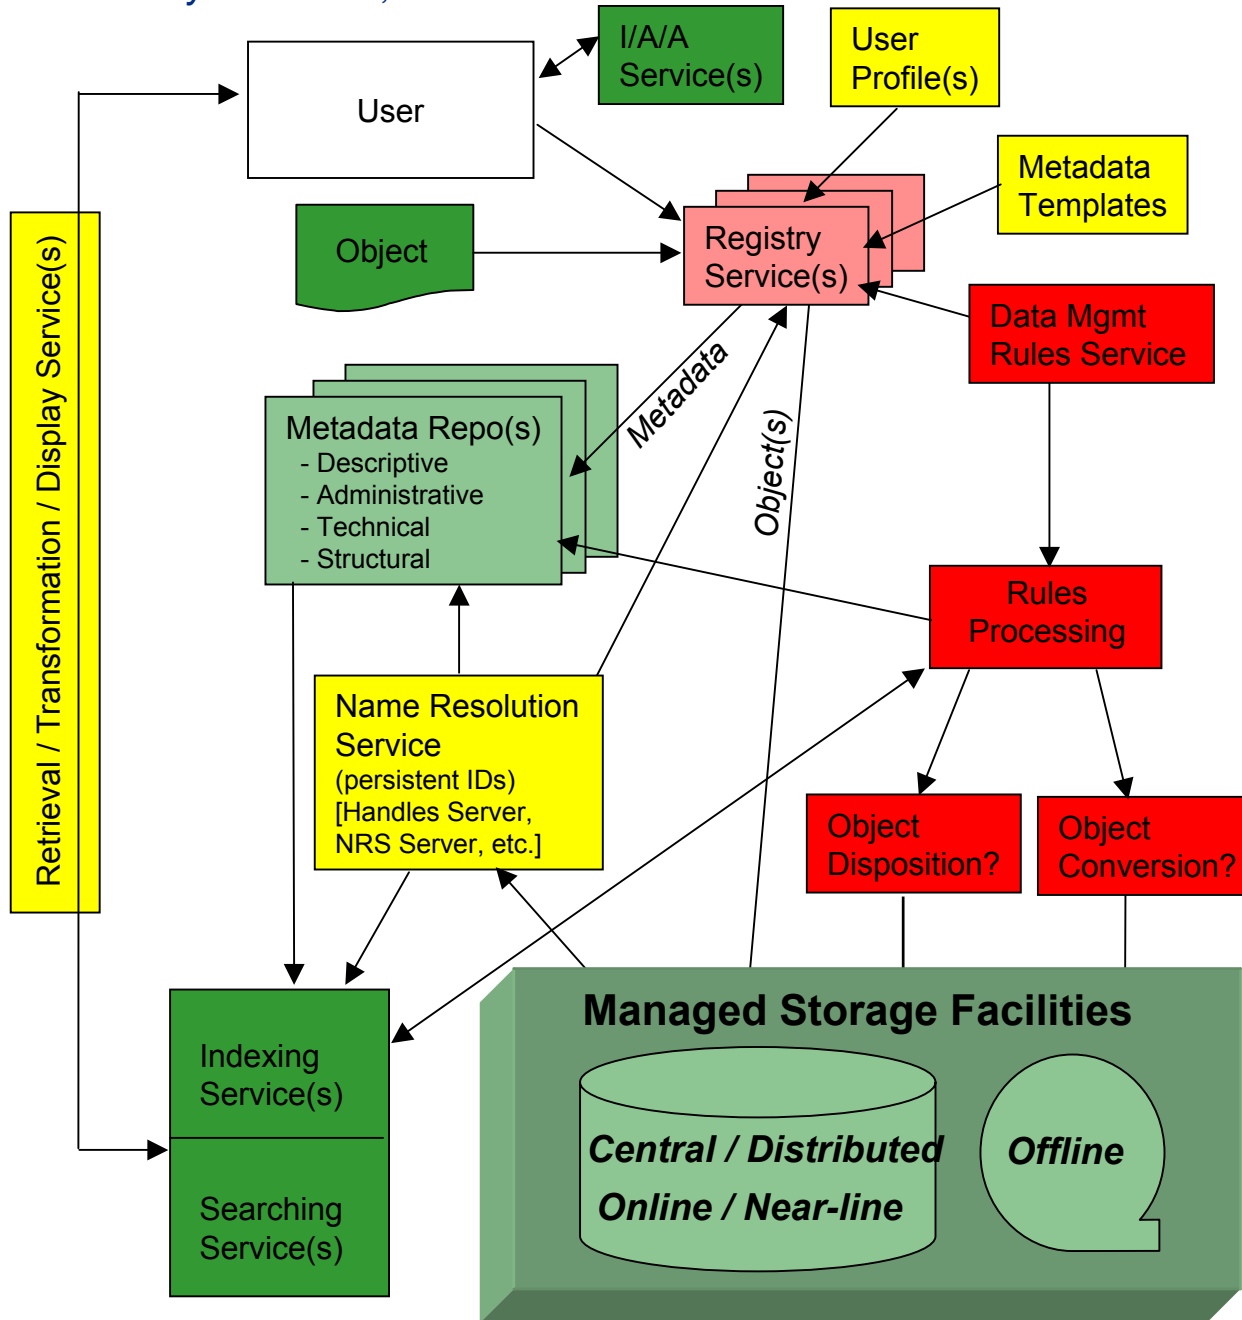 I/A/A
Service(s)
User
Profile(s)
User
Metadata
Templates
Object
Registry
Service(s)
Data Mgmt
Rules Service
Metadata
Object(s)
Metadata Repo(s)
- Descriptive
- Administrative
- Technical
- Structural
Retrieval / Transformation / Display Service(s)
Rules
Processing
Name Resolution
Service
(persistent IDs)
[Handles Server,
NRS Server, etc.]
Object
Disposition?
Object
Conversion?
Managed Storage Facilities
Central / Distributed
Online / Near-line
Offline
Indexing
Service(s)
Searching
Service(s)